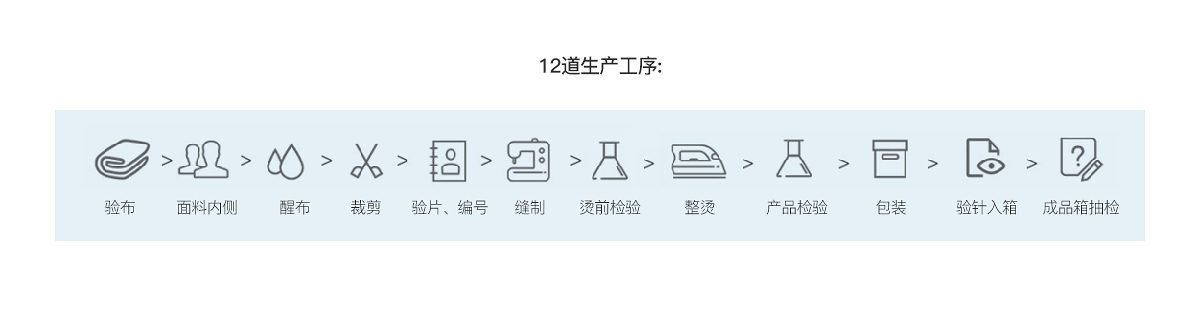 12道生产工序:
验布 > 面料内侧 > 醒布 > 裁剪 > 验片、编号 > 缝制 > 烫前检验 > 整烫 > 产品检验 > 包装 > 验针入箱 > 成品箱抽检